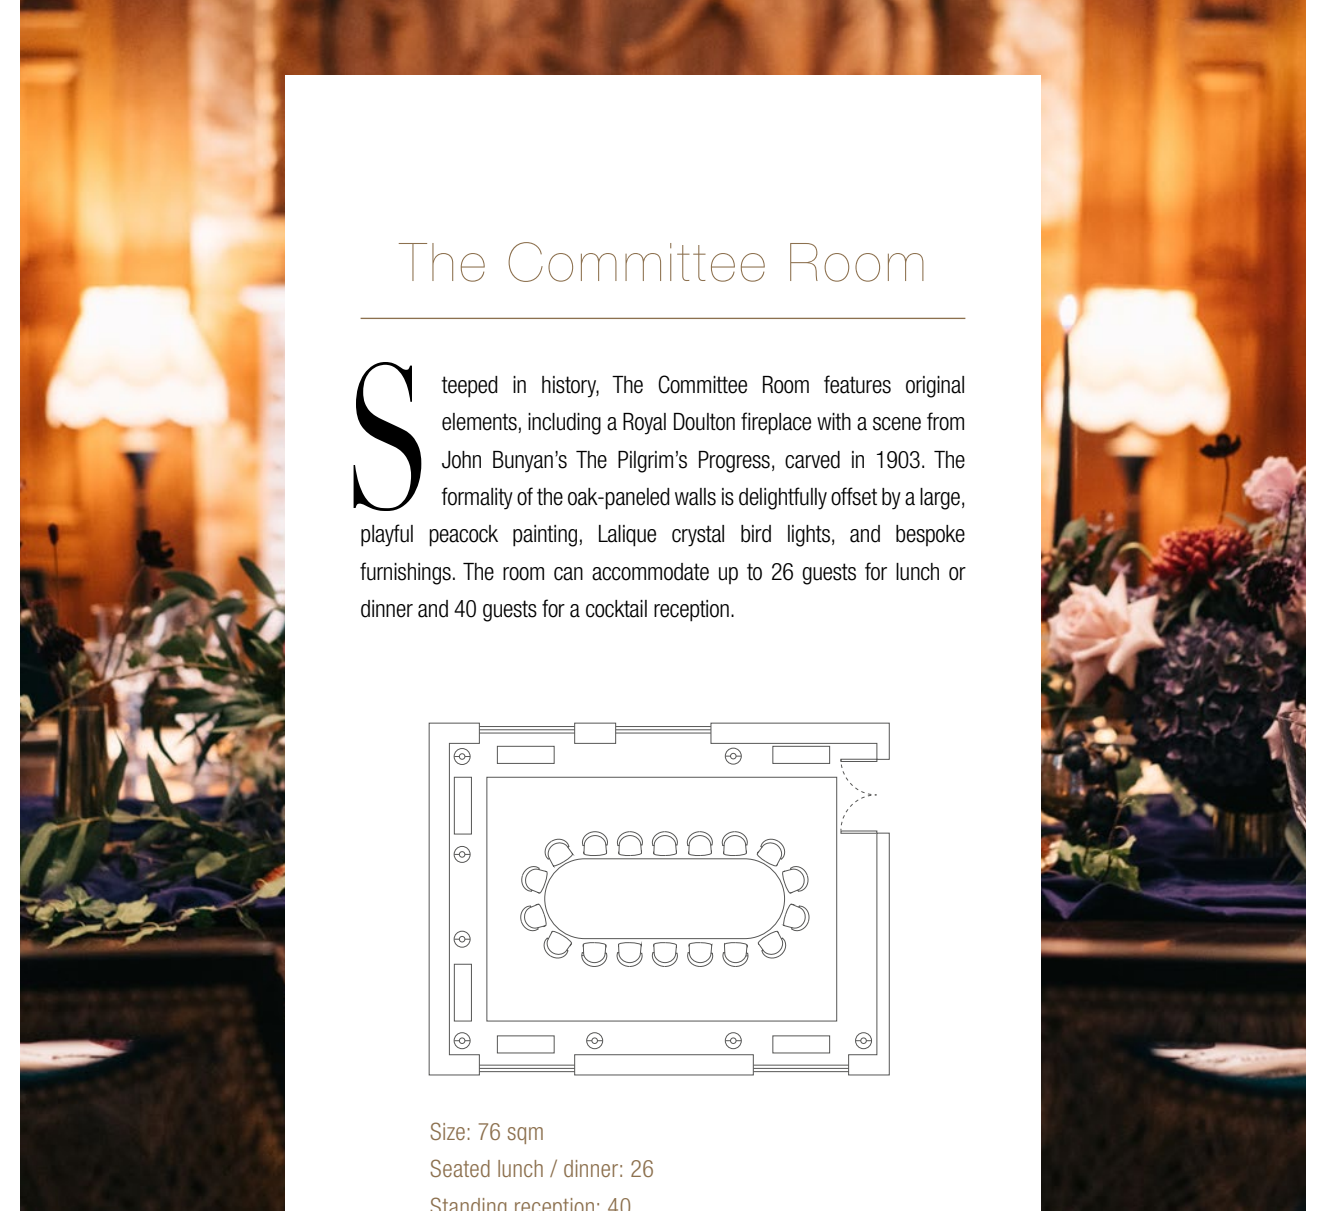 The Committee Room
Steeped in history, The Committee Room features original
elements, including a Royal Doulton fireplace with a scene from
John Bunyan’s The Pilgrim’s Progress, carved in 1903. The
formality of the oak-paneled walls is delightfully offset by a large,
playful peacock painting, Lalique crystal bird lights, and bespoke
furnishings. The room can accommodate up to 26 guests for lunch or
dinner and 40 guests for a cocktail reception.
Size: 76 sqm
Seated lunch / dinner: 26
Standing reception: 40